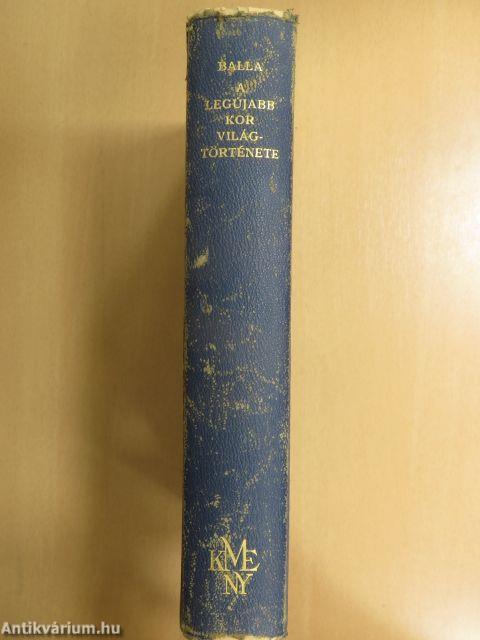 BALLA
A
LEGÚJABB
KOR
VILÁG-
TÖRTÉNETE
KMENY
Antikvárium.hu